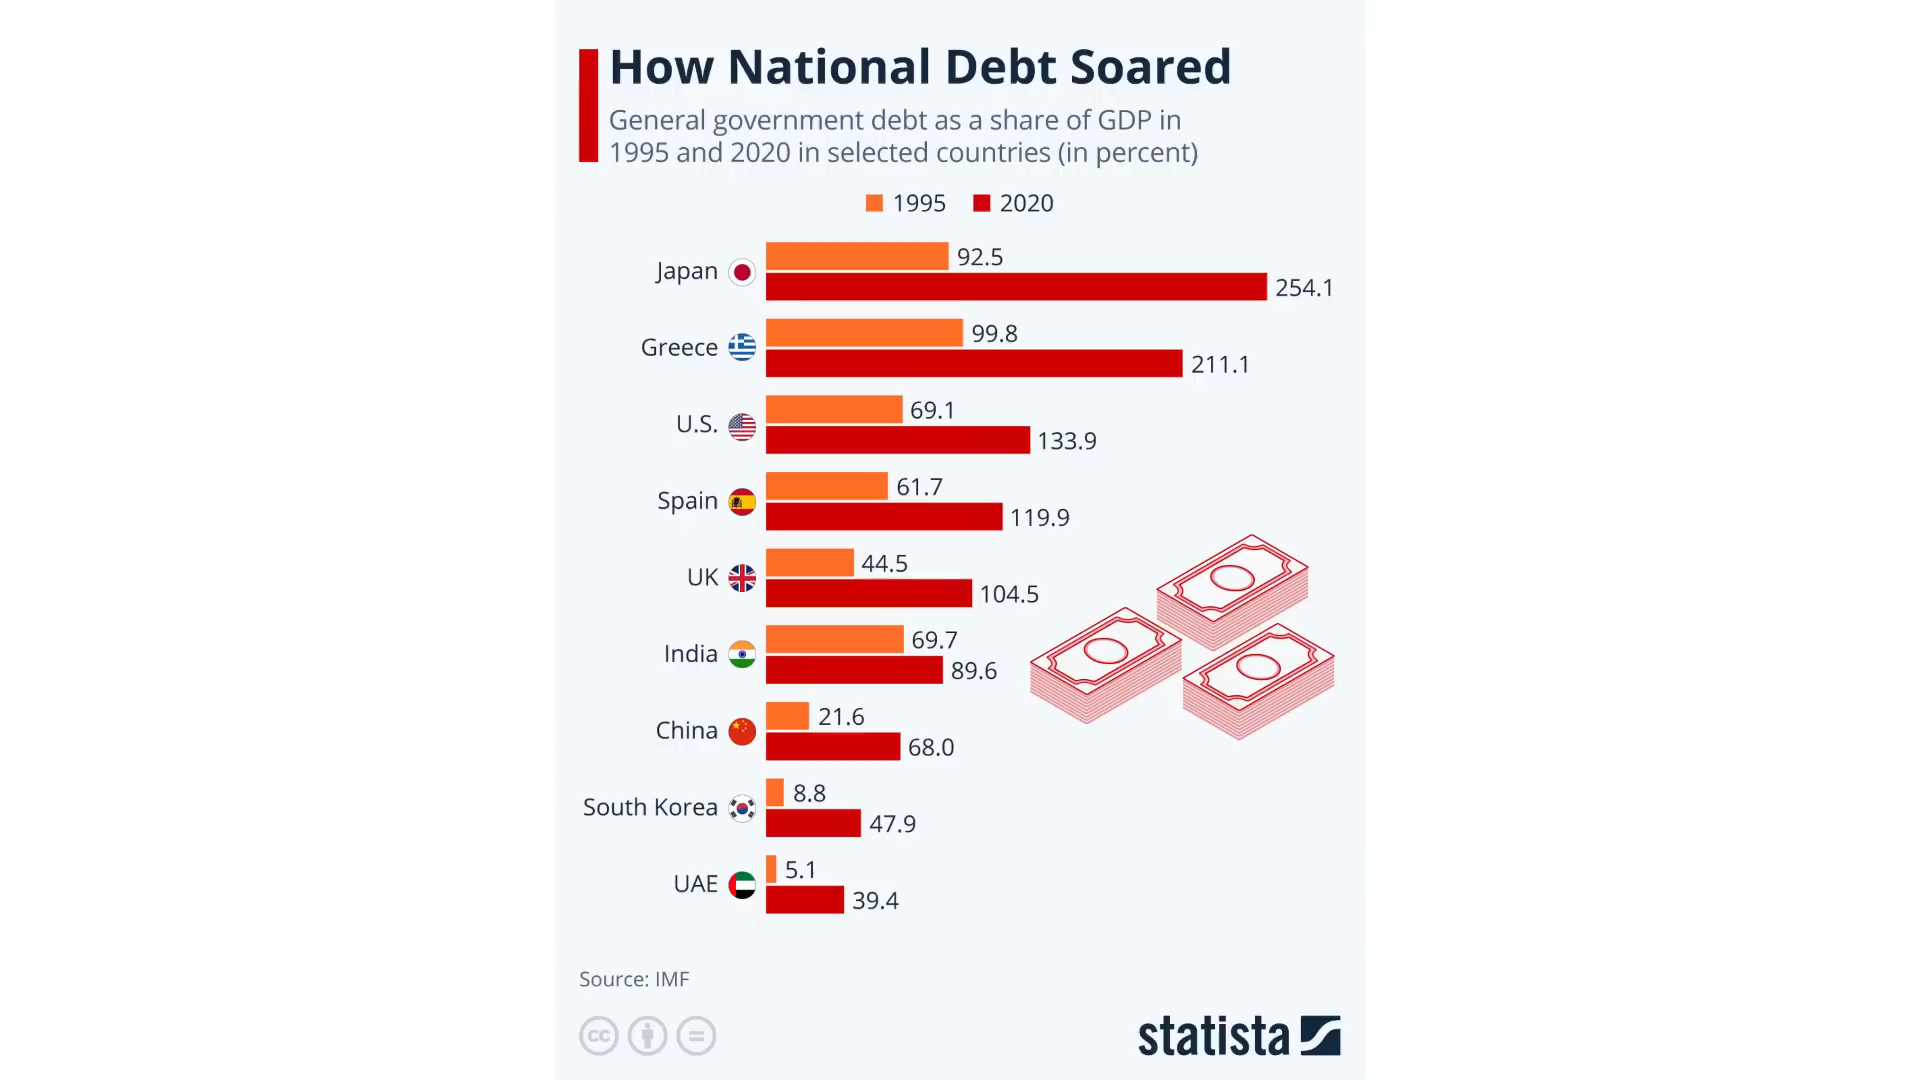 How National Debt Soared
General government debt as a share of GDP in
1995 and 2020 in selected countries (in percent)
1995 2020
Japan 92.5
254.1
Greece 99.8
211.1
U.S. 69.1
133.9
Spain 61.7
119.9
UK 44.5
104.5
India 69.7
89.6
China 21.6
68.0
South Korea 8.8
47.9
UAE 5.1
39.4
Source: IMF
cc
statista